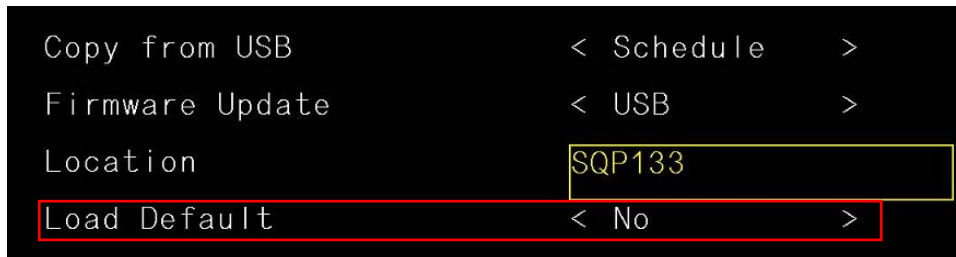 Copy from USB < Schedule >
Firmware Update < USB >
Location SQP133
Load Default < No >